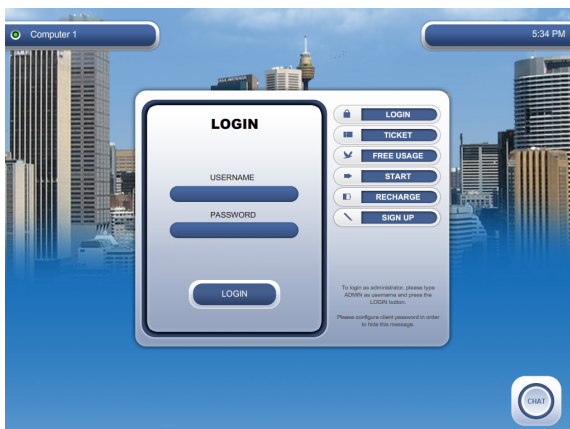 Computer 1
5:34 PM
LOGIN
USERNAME
PASSWORD
LOGIN
LOGIN
TICKET
FREE USAGE
START
RECHARGE
SIGN UP
To login as administrator, please type
ADMIN as username and press the
LOGIN button.
Please configure client password in order
to hide this message.
CHAT